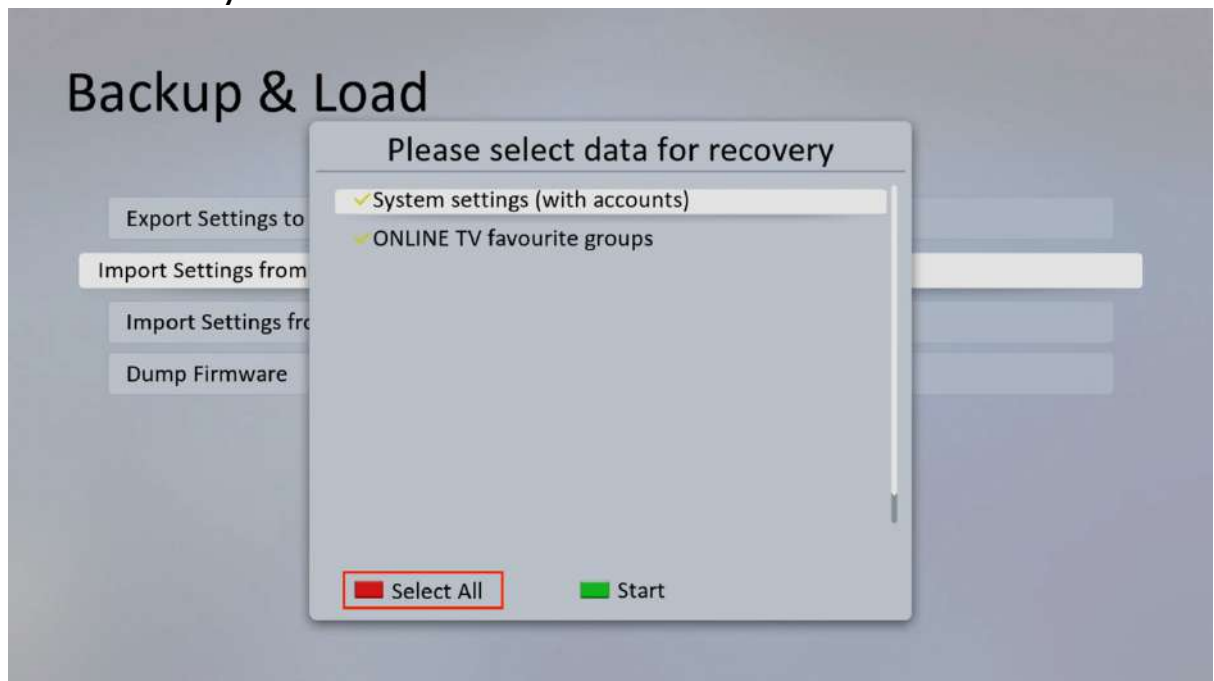 Backup & Load
Please select data for recovery
System settings (with accounts)
ONLINE TV favourite groups
Export Settings to
Import Settings from
Import Settings
Dump Firmware
Select All
Start